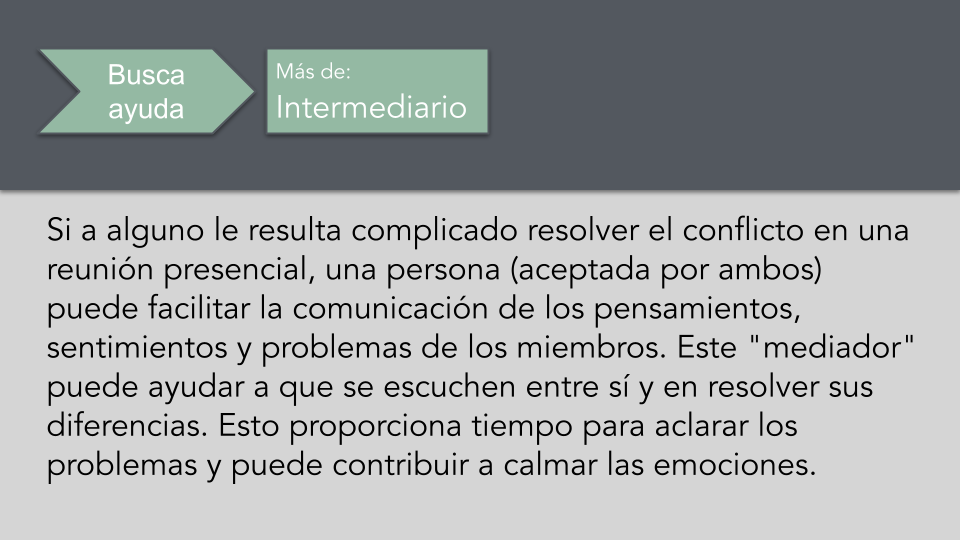 Busca
ayuda
Más de:
Intermediario
Si a alguno le resulta complicado resolver el conflicto en una
reunión presencial, una persona (aceptada por ambos)
puede facilitar la comunicación de los pensamientos,
sentimientos y problemas de los miembros. Este "mediador"
puede ayudar a que se escuchen entre sí y en resolver sus
diferencias. Esto proporciona tiempo para aclarar los
problemas y puede contribuir a calmar las emociones.